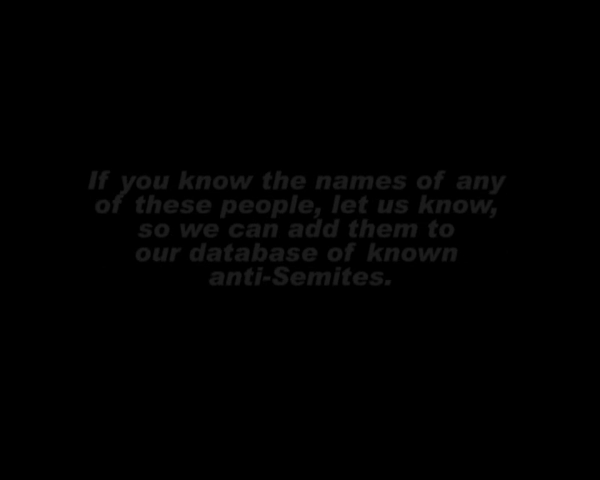 If you know the names of any
of these people, let us know,
so we can add them to
our database of known
anti-Semites.